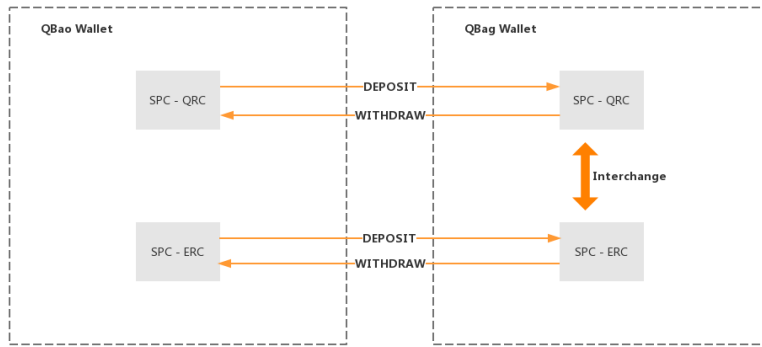 QBao Wallet
QBag Wallet
SPC - QRC
DEPOSIT
WITHDRAW
SPC - QRC
Interchange
SPC - ERC
DEPOSIT
WITHDRAW
SPC - ERC